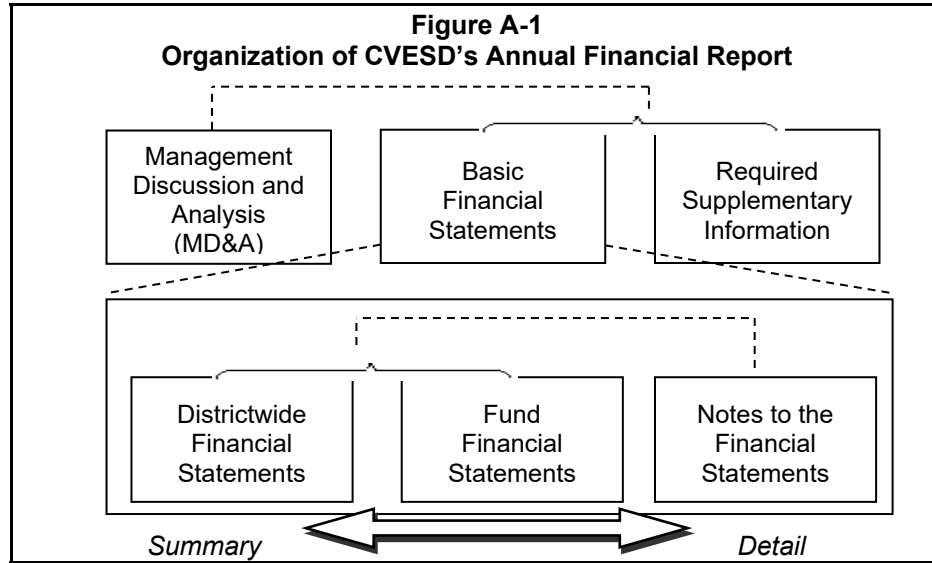 Figure A-1
Organization of CVESD’s Annual Financial Report
Management
Discussion and
Analysis
(MD&A)
Basic
Financial
Statements
Required
Supplementary
Information
Districtwide
Financial
Statements
Fund
Financial
Statements
Notes to the
Financial
Statements
Summary
Detail